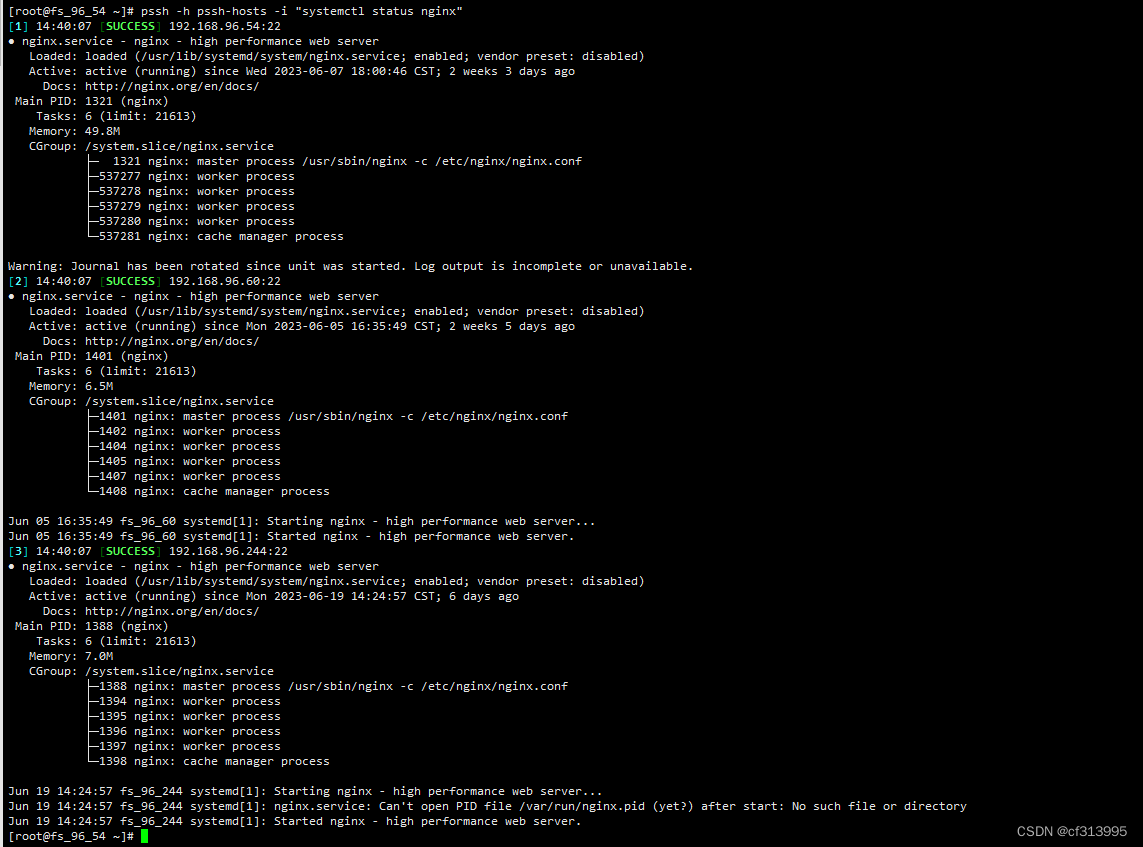 [root@fs_96_54 ~]# pssh -h pssh-hosts -i "systemctl status nginx"
[1] 14:40:07 [SUCCESS] 192.168.96.54:22
● nginx.service - nginx - high performance web server
   Loaded: loaded (/usr/lib/systemd/system/nginx.service; enabled; vendor preset: disabled)
   Active: active (running) since Wed 2023-06-07 18:00:46 CST; 2 weeks 3 days ago
     Docs: http://nginx.org/en/docs/
 Main PID: 1321 (nginx)
    Tasks: 6 (limit: 21613)
   Memory: 49.8M
   CGroup: /system.slice/nginx.service
           ├─  1321 nginx: master process /usr/sbin/nginx -c /etc/nginx/nginx.conf
           ├─537277 nginx: worker process
           ├─537278 nginx: worker process
           ├─537279 nginx: worker process
           ├─537280 nginx: worker process
           └─537281 nginx: cache manager process
Warning: Journal has been rotated since unit was started. Log output is incomplete or unavailable.
[2] 14:40:07 [SUCCESS] 192.168.96.60:22
● nginx.service - nginx - high performance web server
   Loaded: loaded (/usr/lib/systemd/system/nginx.service; enabled; vendor preset: disabled)
   Active: active (running) since Mon 2023-06-05 16:35:49 CST; 2 weeks 5 days ago
     Docs: http://nginx.org/en/docs/
 Main PID: 1401 (nginx)
    Tasks: 6 (limit: 21613)
   Memory: 6.5M
   CGroup: /system.slice/nginx.service
           ├─1401 nginx: master process /usr/sbin/nginx -c /etc/nginx/nginx.conf
           ├─1402 nginx: worker process
           ├─1404 nginx: worker process
           ├─1405 nginx: worker process
           ├─1407 nginx: worker process
           └─1408 nginx: cache manager process
Jun 05 16:35:49 fs_96_60 systemd[1]: Starting nginx - high performance web server...
Jun 05 16:35:49 fs_96_60 systemd[1]: Started nginx - high performance web server.
[3] 14:40:07 [SUCCESS] 192.168.96.244:22
● nginx.service - nginx - high performance web server
   Loaded: loaded (/usr/lib/systemd/system/nginx.service; enabled; vendor preset: disabled)
   Active: active (running) since Mon 2023-06-19 14:24:57 CST; 6 days ago
     Docs: http://nginx.org/en/docs/
 Main PID: 1388 (nginx)
    Tasks: 6 (limit: 21613)
   Memory: 7.0M
   CGroup: /system.slice/nginx.service
           ├─1388 nginx: master process /usr/sbin/nginx -c /etc/nginx/nginx.conf
           ├─1394 nginx: worker process
           ├─1395 nginx: worker process
           ├─1396 nginx: worker process
           ├─1397 nginx: worker process
           └─1398 nginx: cache manager process
Jun 19 14:24:57 fs_96_244 systemd[1]: Starting nginx - high performance web server...
Jun 19 14:24:57 fs_96_244 systemd[1]: nginx.service: Can't open PID file /var/run/nginx.pid (yet?) after start: No such file or directory
Jun 19 14:24:57 fs_96_244 systemd[1]: Started nginx - high performance web server.
[root@fs_96_54 ~]#
CSDN @cf313995